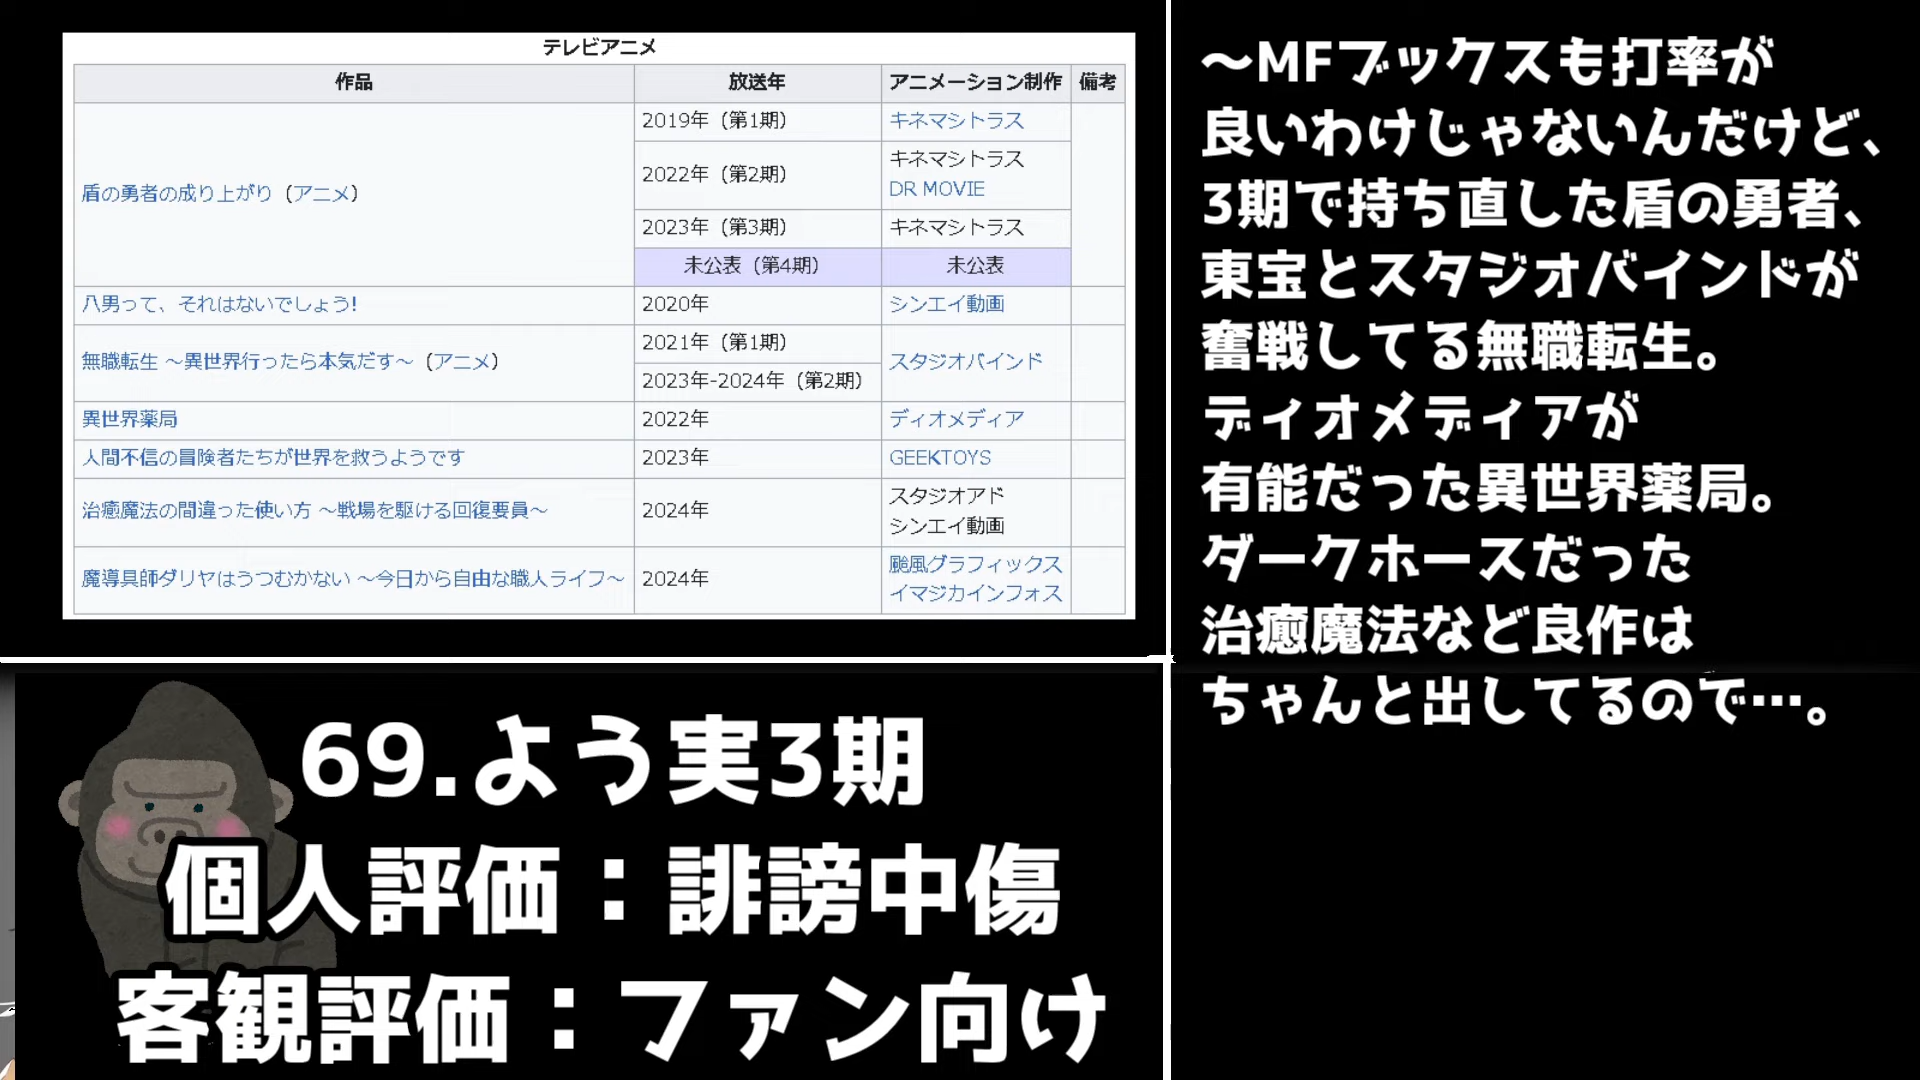 テレビアニメ
作品 放送年 アニメーション制作 備考
盾の勇者の成り上がり（アニメ）
2019年（第1期） キネマシトラス
2022年（第2期） キネマシトラス
DR MOVIE
2023年（第3期） キネマシトラス
未公表（第4期） 未公表
八男って、それはないでしょう! 2020年 シンエイ動画
無職転生 〜異世界行ったら本気だす〜（アニメ）
2021年（第1期） スタジオバインド
2023年-2024年（第2期）
異世界薬局 2022年 ディオメディア
人間不信の冒険者たちが世界を救うようです 2023年 GEEKTOYS
治癒魔法の間違った使い方 〜戦場を駆ける回復要員〜 2024年 スタジオアド
シンエイ動画
魔導具師ダリヤはうつむかない 〜今日から自由な職人ライフ〜 2024年 颱風グラフィックス
イマジカインフォス
〜MFブックスも打率が
良いわけじゃないんだけど、
3期で持ち直した盾の勇者、
東宝とスタジオバインドが
奮戦してる無職転生。
ディオメディアが
有能だった異世界薬局。
ダークホースだった
治癒魔法など良作は
ちゃんと出してるので…。
69.よう実3期
個人評価：誹謗中傷
客観評価：ファン向け